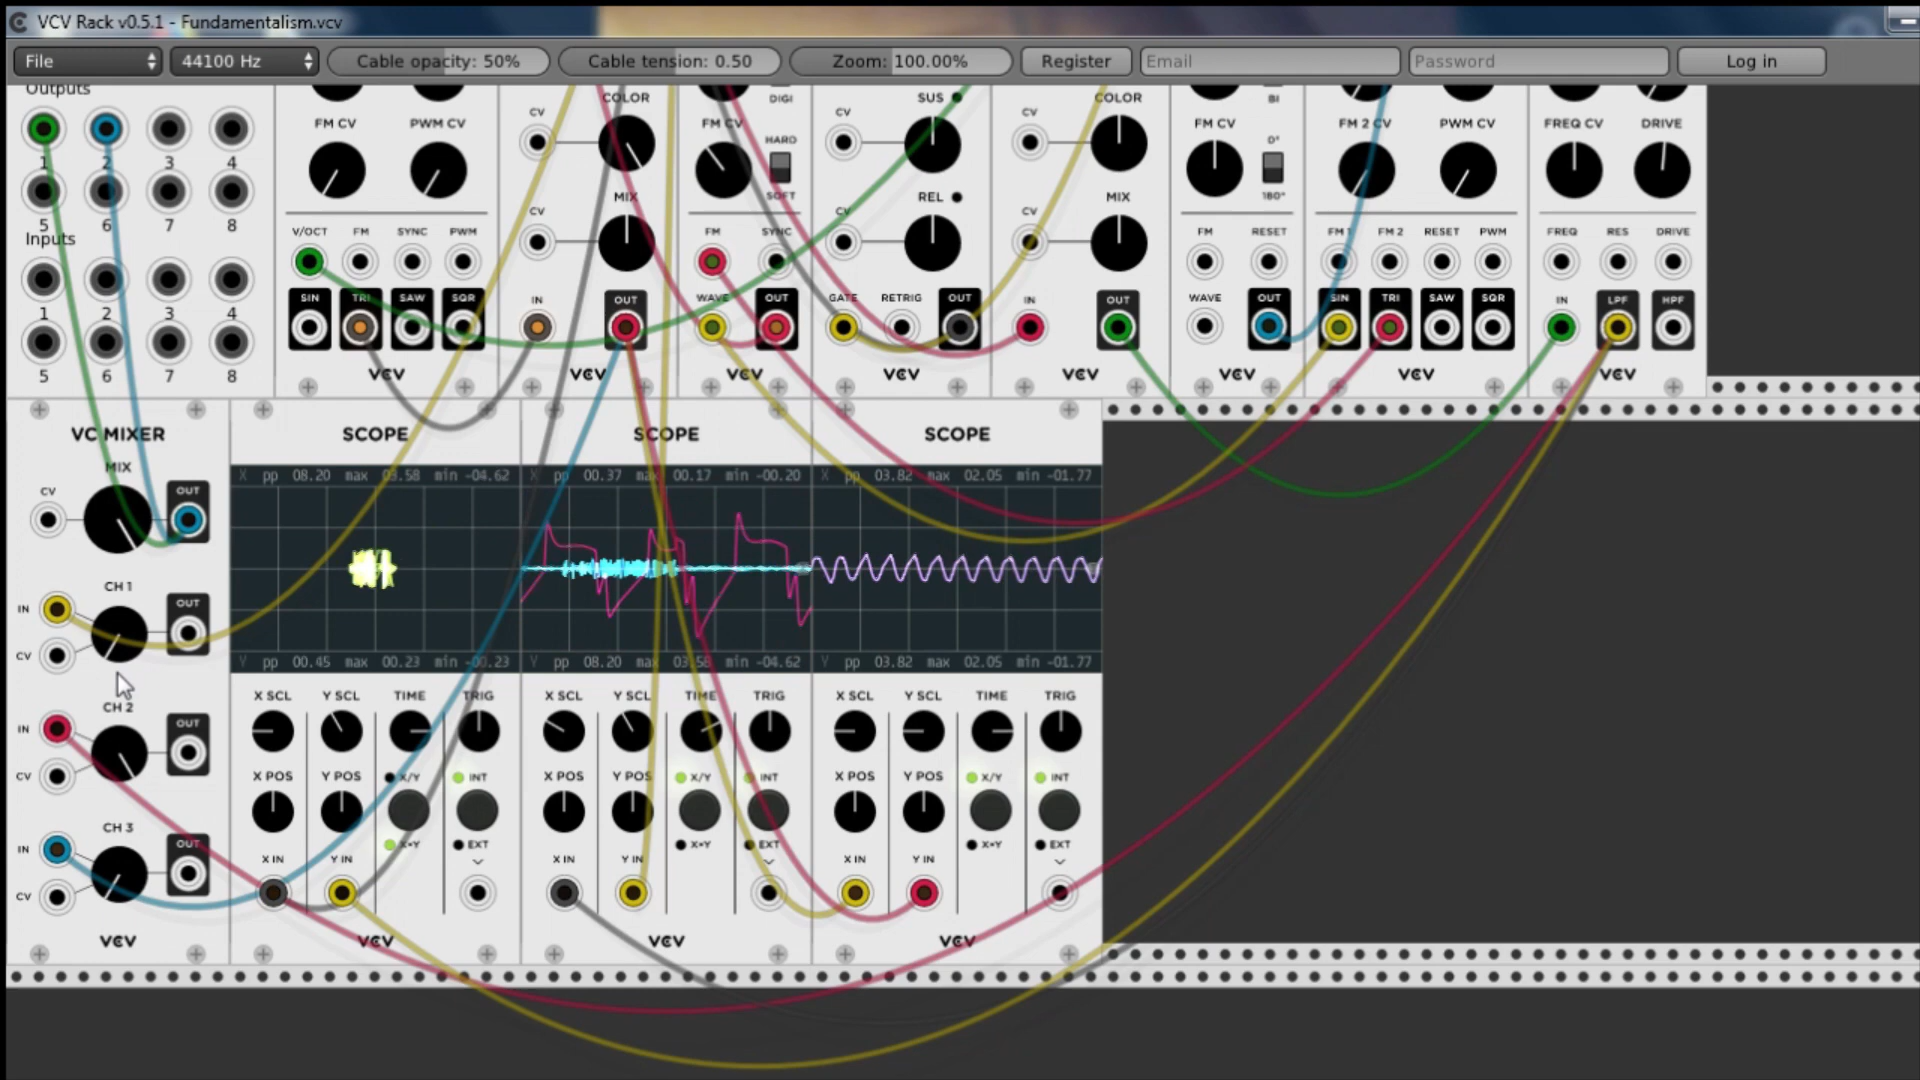 VCV Rack v0.5.1 - Fundamentalism.vcv
File 44100 Hz Cable opacity: 50% Cable tension: 0.50 Zoom: 100.00% Register Email Password Log in
Outputs
COLOR DIGI SUS COLOR BI
CV CV CV
FM CV PWM CV FM CV HARD FM CV 0° FM 2 CV PWM CV FREQ CV DRIVE
1 2 3 4
MIX SOFT REL MIX 180°
CV CV CV
5 6 7 8
Inputs
V/OCT FM SYNC PWM FM SYNC FM RESET FM 1 FM 2 RESET PWM FREQ RES DRIVE
SIN TRI SAW SQR IN OUT WAVE OUT GATE RETRIG OUT IN OUT WAVE OUT SIN TRI SAW SQR IN LPF HPF
1 2 3 4
5 6 7 8
VCV VCV VCV VCV VCV VCV VCV VCV
VC MIXER SCOPE SCOPE SCOPE
MIX
X pp 08.20 max 03.58 min -04.62 X pp 00.37 max 00.17 min -00.20 X pp 03.82 max 02.05 min -01.77
CV OUT
CH 1
IN OUT
CV
Y pp 00.45 max 00.23 min -00.23 Y pp 08.20 max 03.58 min -04.62 Y pp 03.82 max 02.05 min -01.77
X SCL Y SCL TIME TRIG X SCL Y SCL TIME TRIG X SCL Y SCL TIME TRIG
CH 2
IN OUT
CV
X POS Y POS X/Y INT X POS Y POS X/Y INT X POS Y POS X/Y INT
CH 3
IN OUT
X×Y EXT X×Y EXT X×Y EXT
X IN Y IN X IN Y IN X IN Y IN
CV
VCV VCV VCV VCV